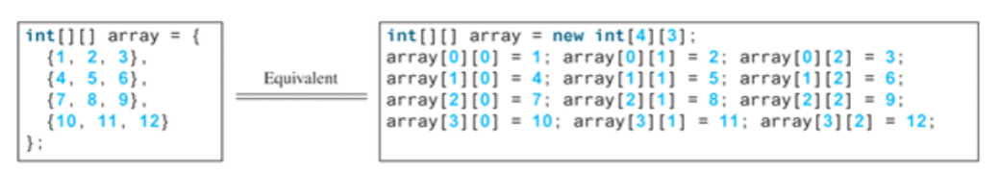 int[][] array = {
{1, 2, 3},
{4, 5, 6},
{7, 8, 9},
{10, 11, 12}
};
Equivalent
int[][] array = new int[4][3];
array[0][0] = 1; array[0][1] = 2; array[0][2] = 3;
array[1][0] = 4; array[1][1] = 5; array[1][2] = 6;
array[2][0] = 7; array[2][1] = 8; array[2][2] = 9;
array[3][0] = 10; array[3][1] = 11; array[3][2] = 12;